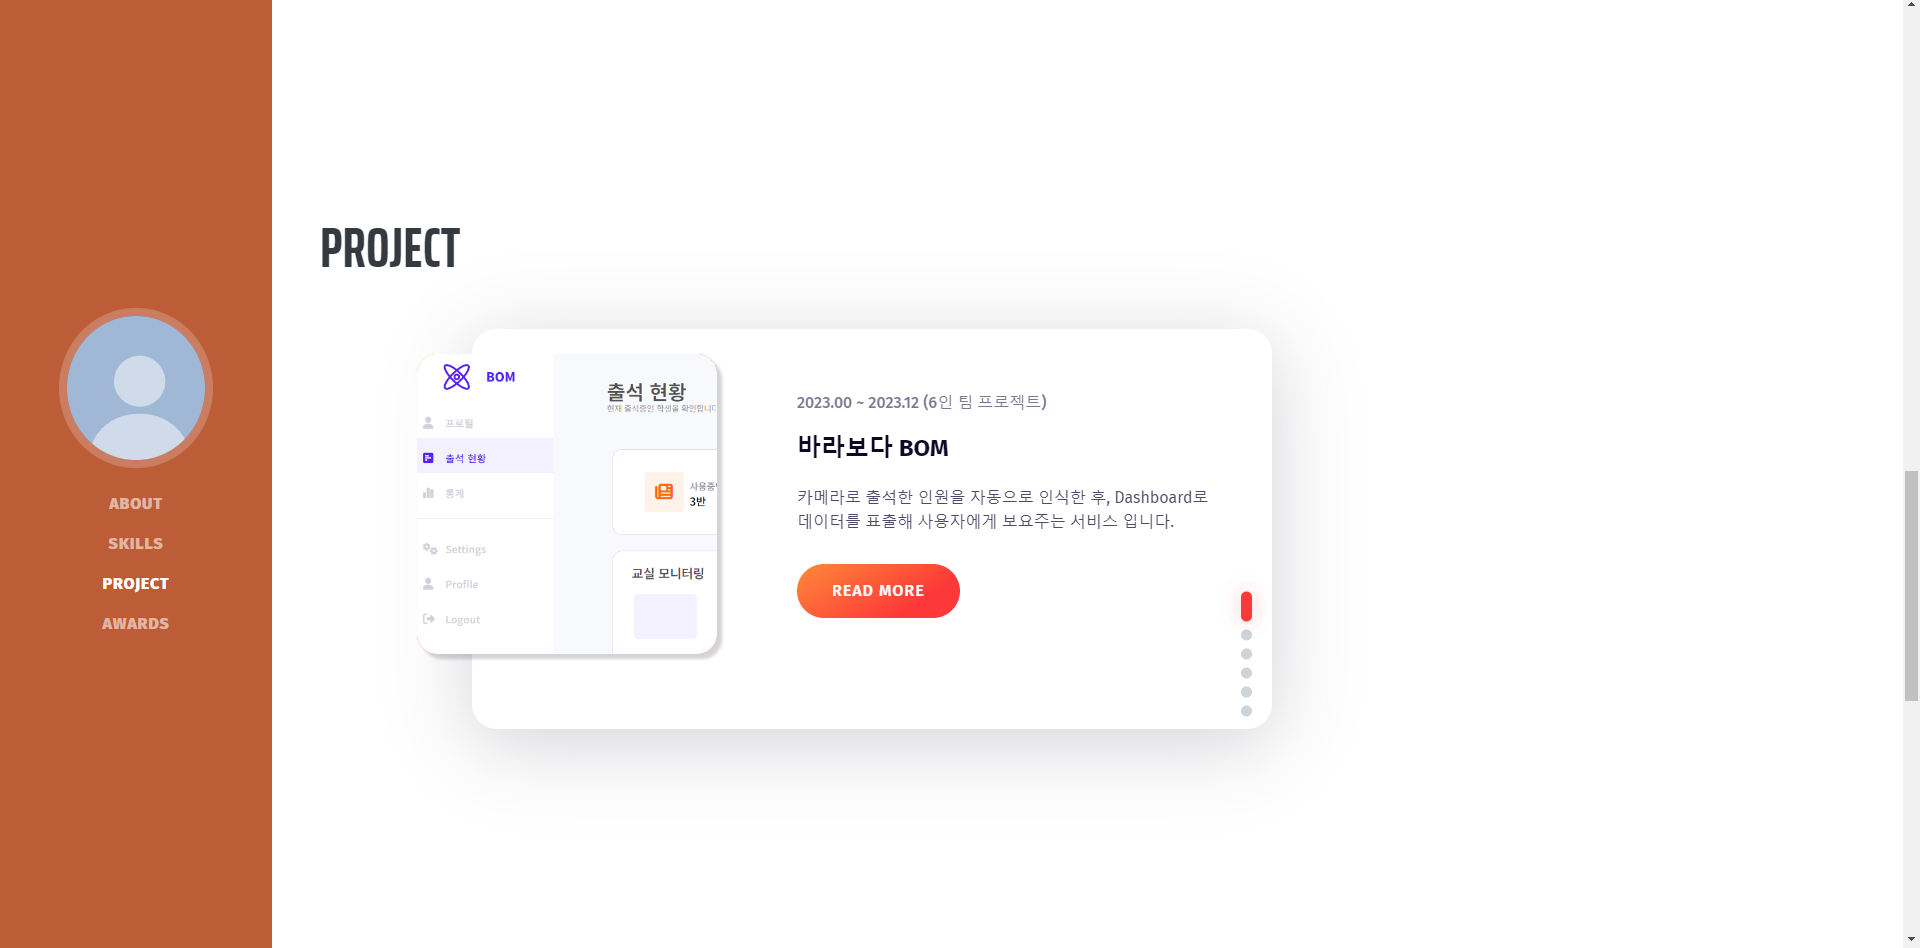 ABOUT
SKILLS
PROJECT
AWARDS
PROJECT
BOM
프로필
출석 현황
통계
Settings
Profile
Logout
출석 현황
현재 출석중인 학생을 확인합니다
사용중인
3반
교실 모니터링
2023.00 ~ 2023.12 (6인 팀 프로젝트)
바라보다 BOM
카메라로 출석한 인원을 자동으로 인식한 후, Dashboard로
데이터를 표출해 사용자에게 보요주는 서비스 입니다.
READ MORE